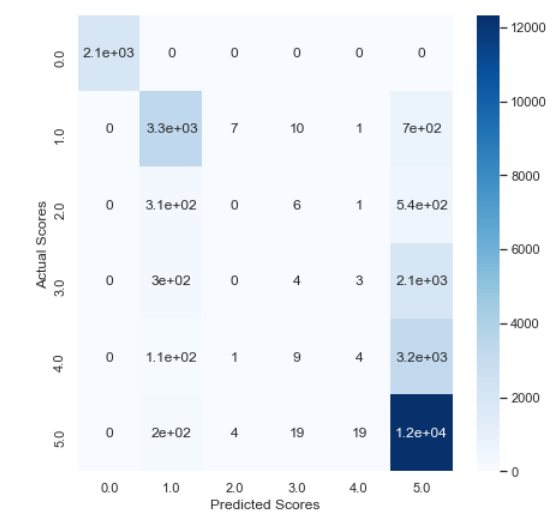 12000
2.1e+03 0 0 0 0 0
0.0
10000
0 3.3e+03 7 10 1 7e+02
1.0
8000
0 3.1e+02 0 6 1 5.4e+02
2.0
Actual Scores
6000
0 3e+02 0 4 3 2.1e+03
3.0
4000
0 1.1e+02 1 9 4 3.2e+03
4.0
2000
0 2e+02 4 19 19 1.2e+04
5.0
0
0.0 1.0 2.0 3.0 4.0 5.0
Predicted Scores